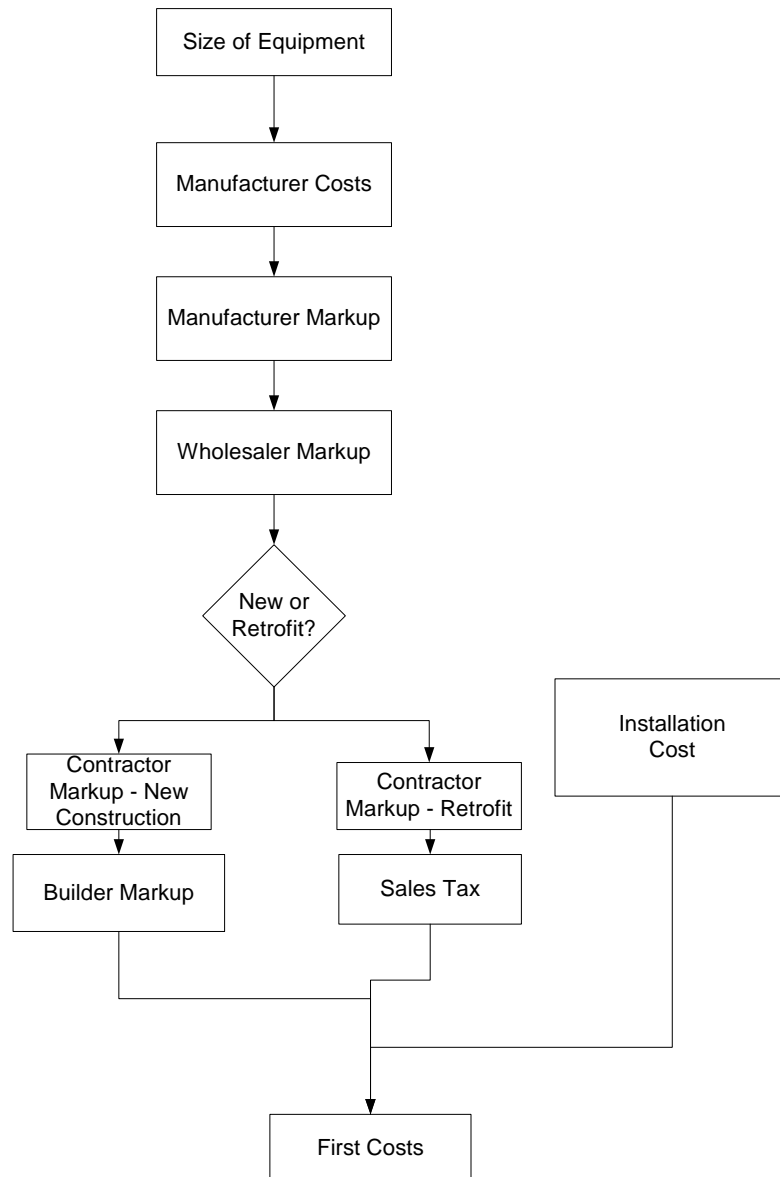 Size of Equipment
Manufacturer Costs
Manufacturer Markup
Wholesaler Markup
New or
Retrofit?
Installation
Cost
Contractor
Markup - New
Construction
Contractor
Markup - Retrofit
Builder Markup
Sales Tax
First Costs